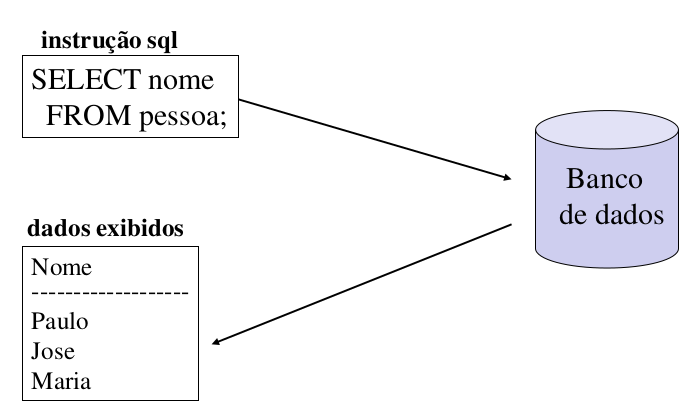 instrução sql
SELECT nome
FROM pessoa;
Banco
de dados
dados exibidos
Nome
--------------------
Paulo
Jose
Maria